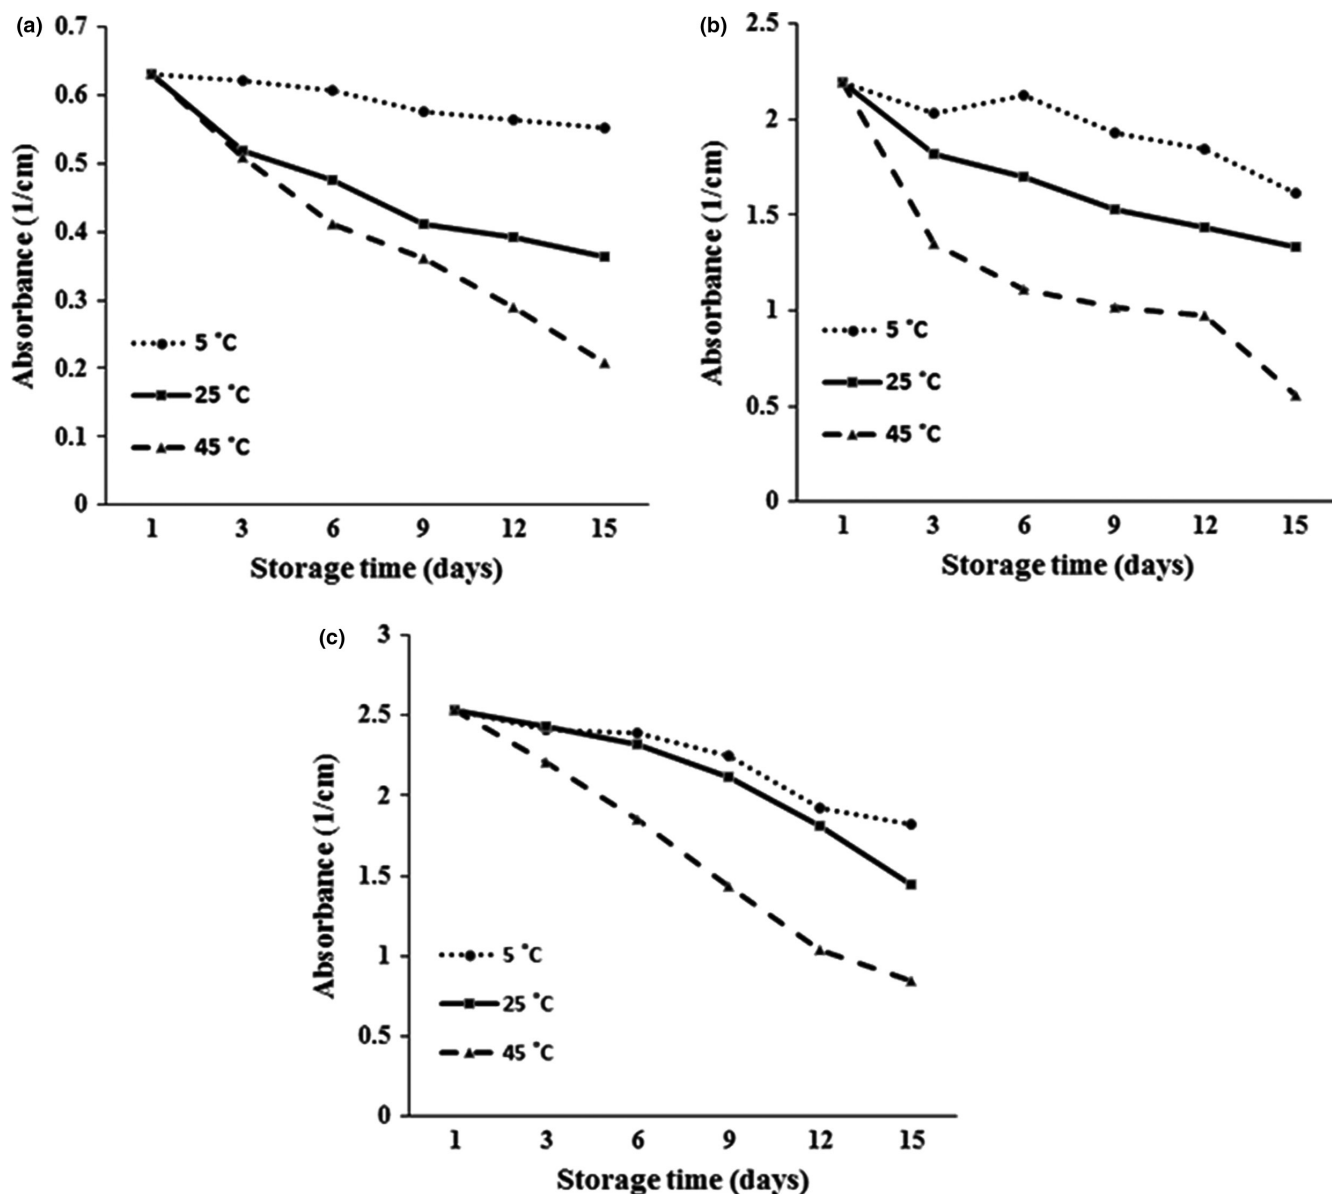 (a)
0.7
0.6
0.5
0.4
0.3
0.2
0.1
0
Absorbance (1/cm)
5 °C
25 °C
45 °C
1 3 6 9 12 15
Storage time (days)
(b)
2.5
2
1.5
1
0.5
0
Absorbance (1/cm)
5 °C
25 °C
45 °C
1 3 6 9 12 15
Storage time (days)
(c)
3
2.5
2
1.5
1
0.5
0
Absorbance (1/cm)
5 °C
25 °C
45 °C
1 3 6 9 12 15
Storage time (days)